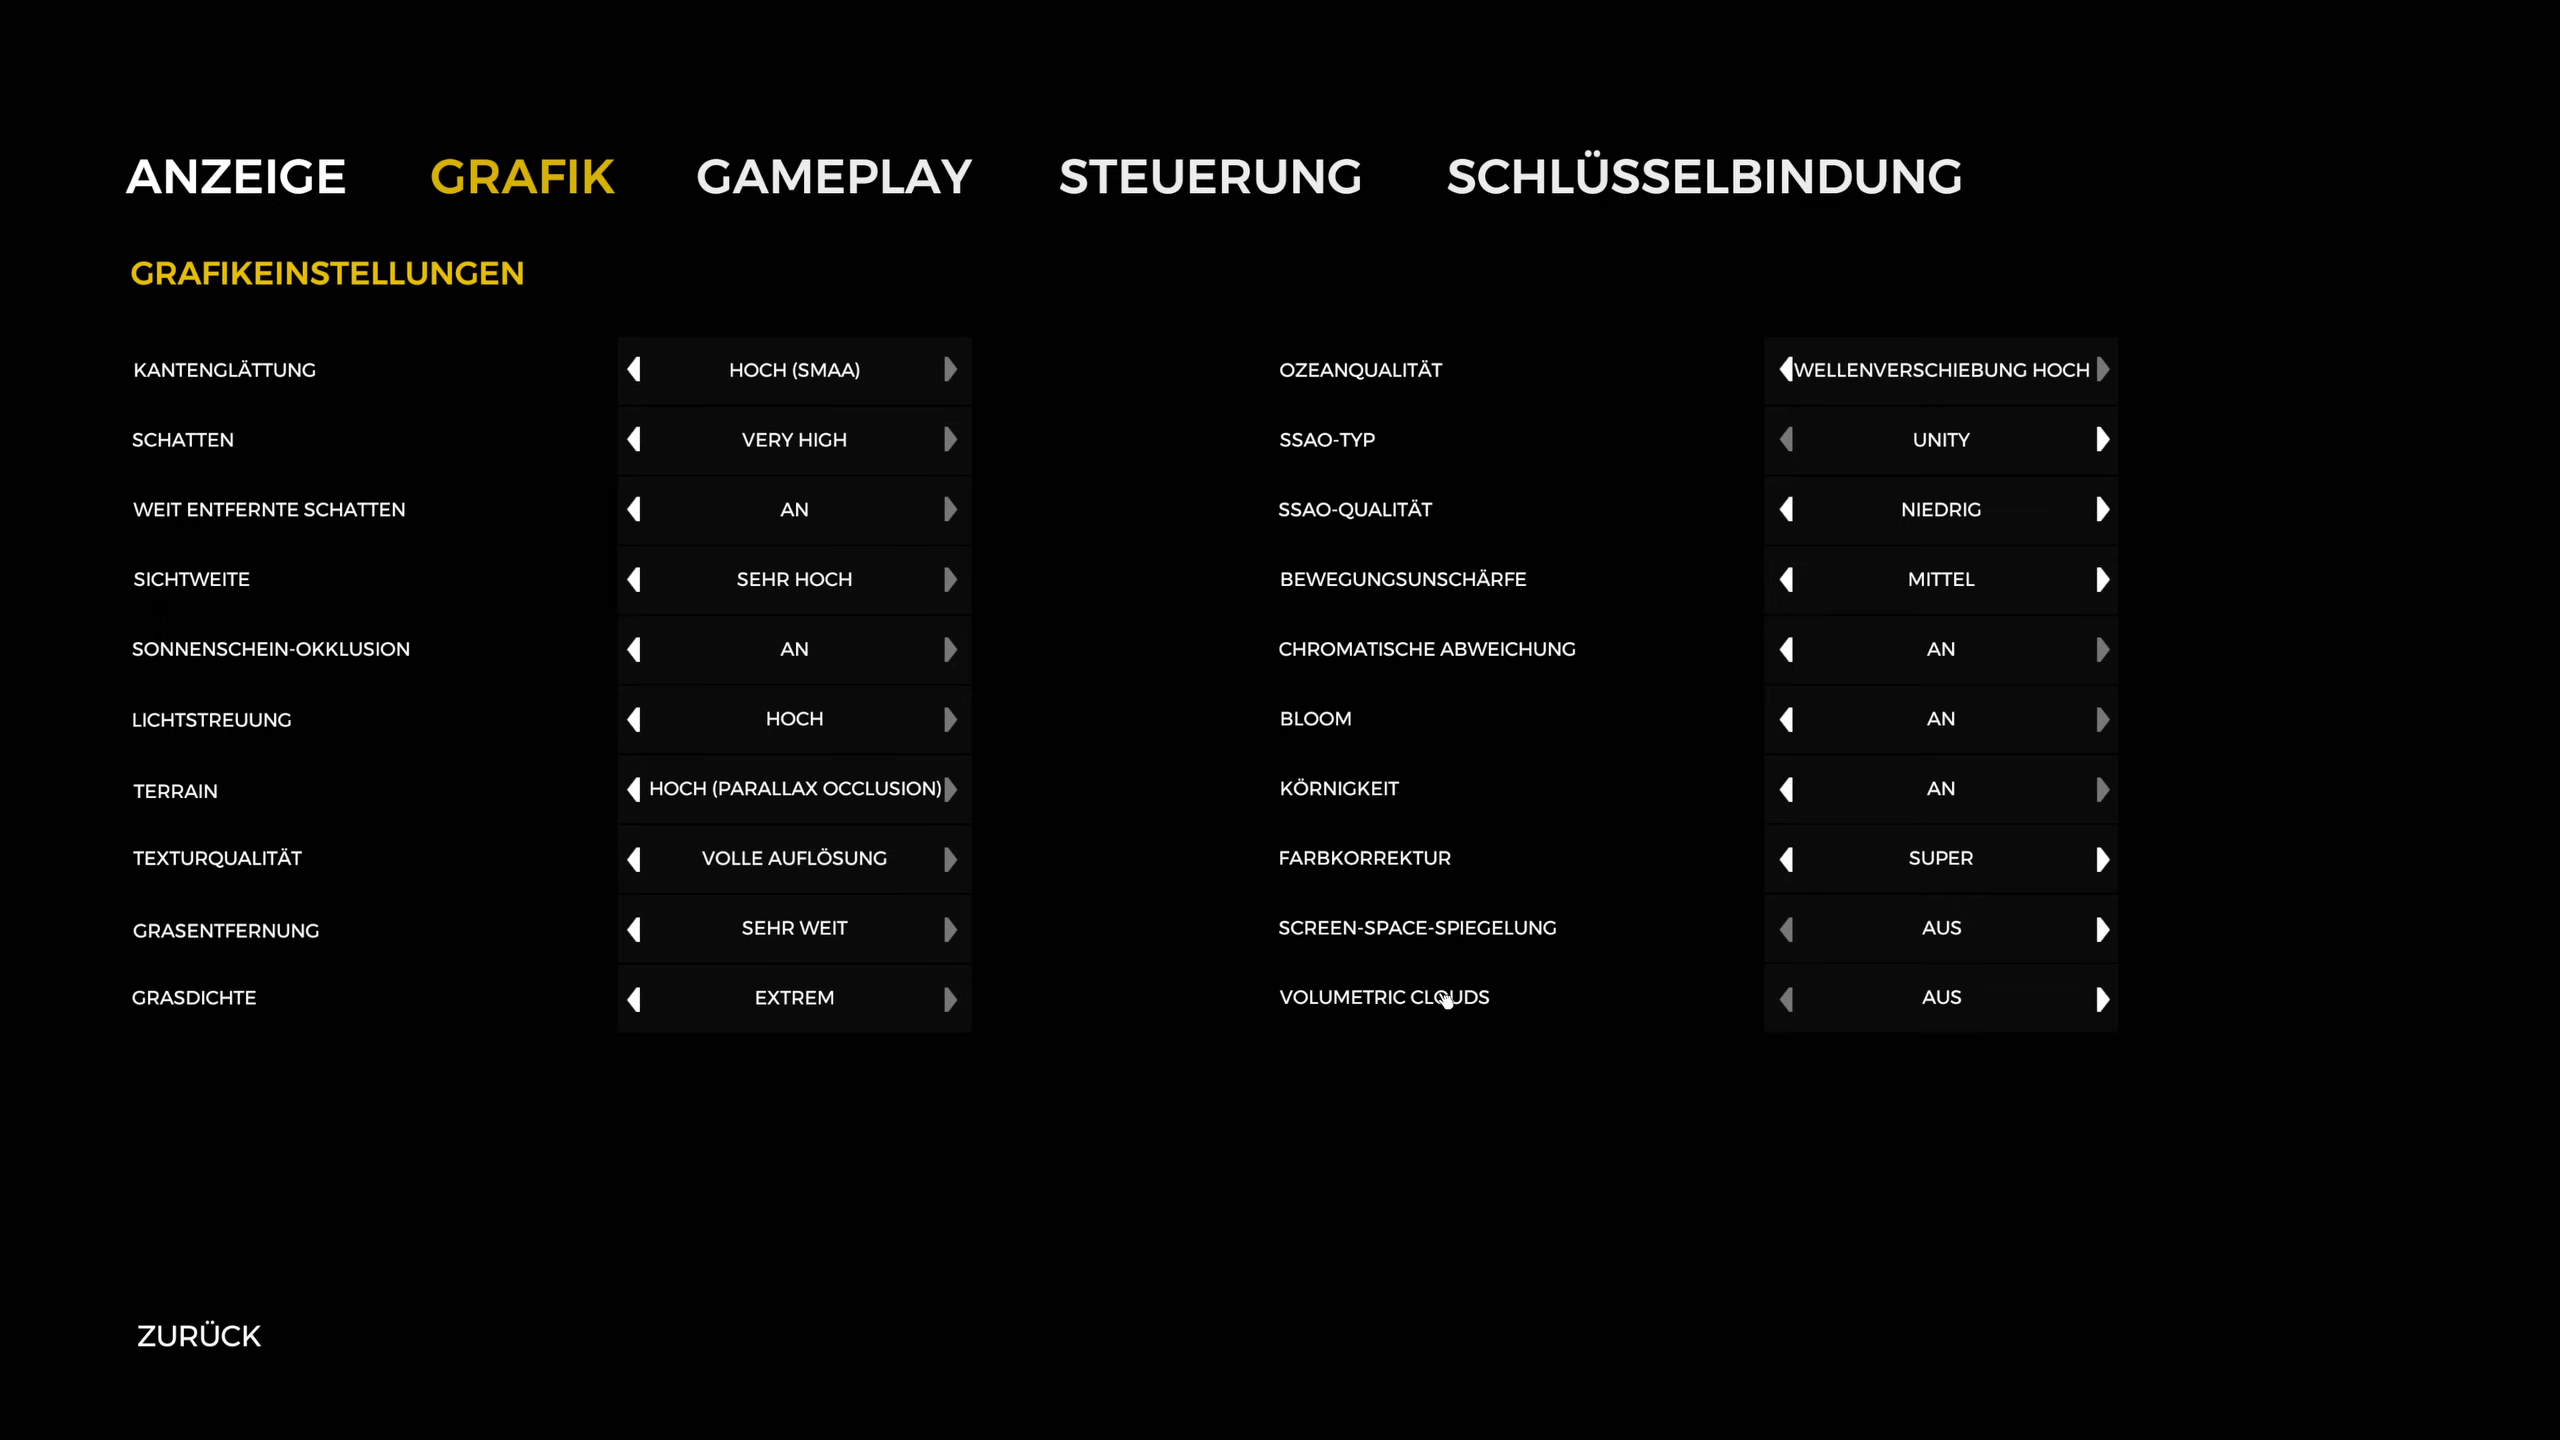 ANZEIGE GRAFIK GAMEPLAY STEUERUNG SCHLÜSSELBINDUNG
GRAFIKEINSTELLUNGEN
KANTENGLÄTTUNG HOCH (SMAA)
SCHATTEN VERY HIGH
WEIT ENTFERNTE SCHATTEN AN
SICHTWEITE SEHR HOCH
SONNENSCHEIN-OKKLUSION AN
LICHTSTREUUNG HOCH
TERRAIN HOCH (PARALLAX OCCLUSION)
TEXTURQUALITÄT VOLLE AUFLÖSUNG
GRASENTFERNUNG SEHR WEIT
GRASDICHTE EXTREM
OZEANQUALITÄT WELLENVERSCHIEBUNG HOCH
SSAO-TYP UNITY
SSAO-QUALITÄT NIEDRIG
BEWEGUNGSUNSCHÄRFE MITTEL
CHROMATISCHE ABWEICHUNG AN
BLOOM AN
KÖRNIGKEIT AN
FARBKORREKTUR SUPER
SCREEN-SPACE-SPIEGELUNG AUS
VOLUMETRIC CLOUDS AUS
ZURÜCK